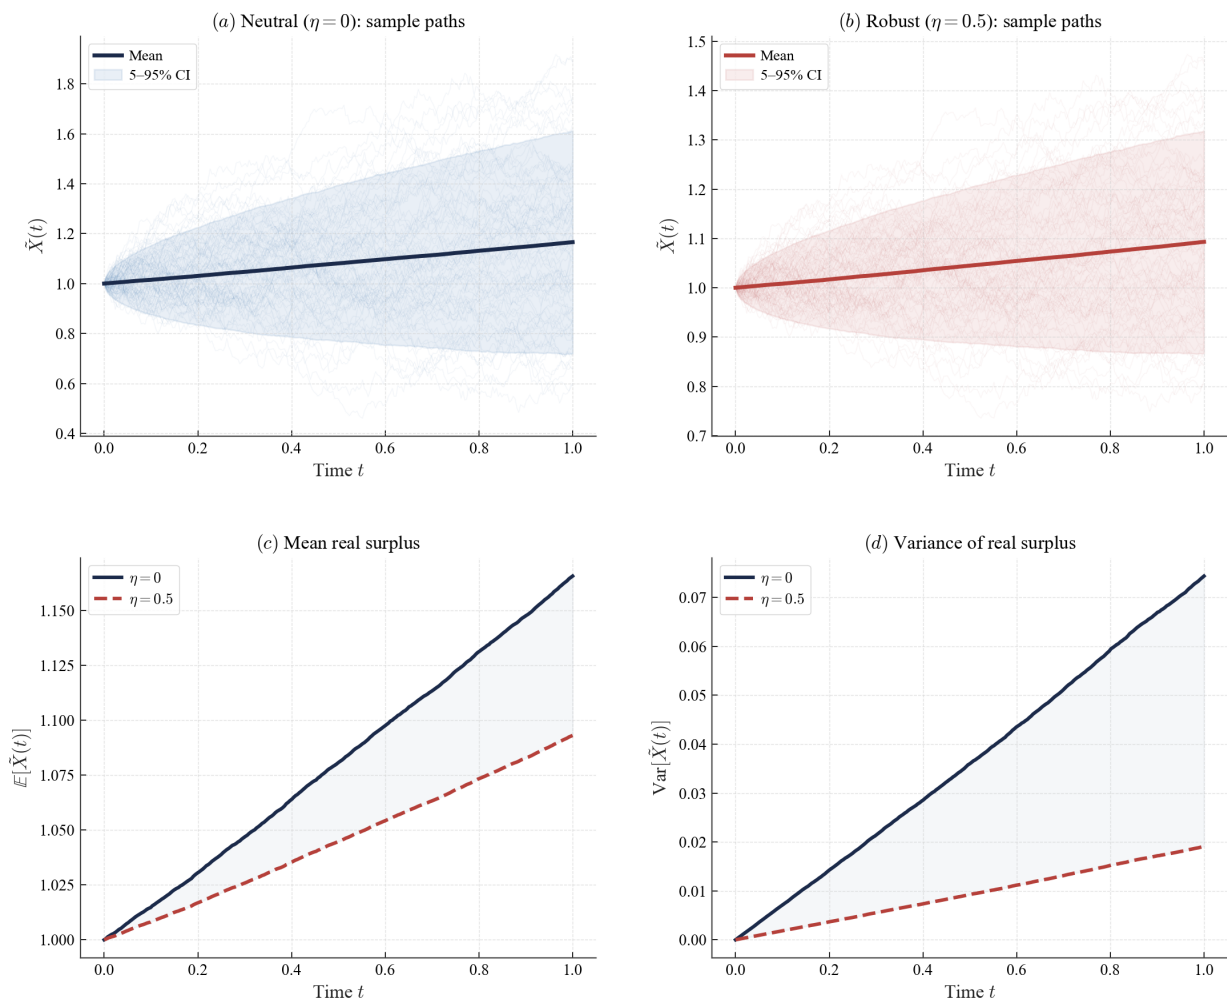 (a) Neutral (η = 0): sample paths
Mean
5–95% CI
X̃(t)
1.8
1.6
1.4
1.2
1.0
0.8
0.6
0.4
0.0 0.2 0.4 0.6 0.8 1.0
Time t
(b) Robust (η = 0.5): sample paths
Mean
5–95% CI
X̃(t)
1.5
1.4
1.3
1.2
1.1
1.0
0.9
0.8
0.7
0.0 0.2 0.4 0.6 0.8 1.0
Time t
(c) Mean real surplus
η = 0
η = 0.5
𝔼[X̃(t)]
1.150
1.125
1.100
1.075
1.050
1.025
1.000
0.0 0.2 0.4 0.6 0.8 1.0
Time t
(d) Variance of real surplus
η = 0
η = 0.5
Var[X̃(t)]
0.07
0.06
0.05
0.04
0.03
0.02
0.01
0.00
0.0 0.2 0.4 0.6 0.8 1.0
Time t